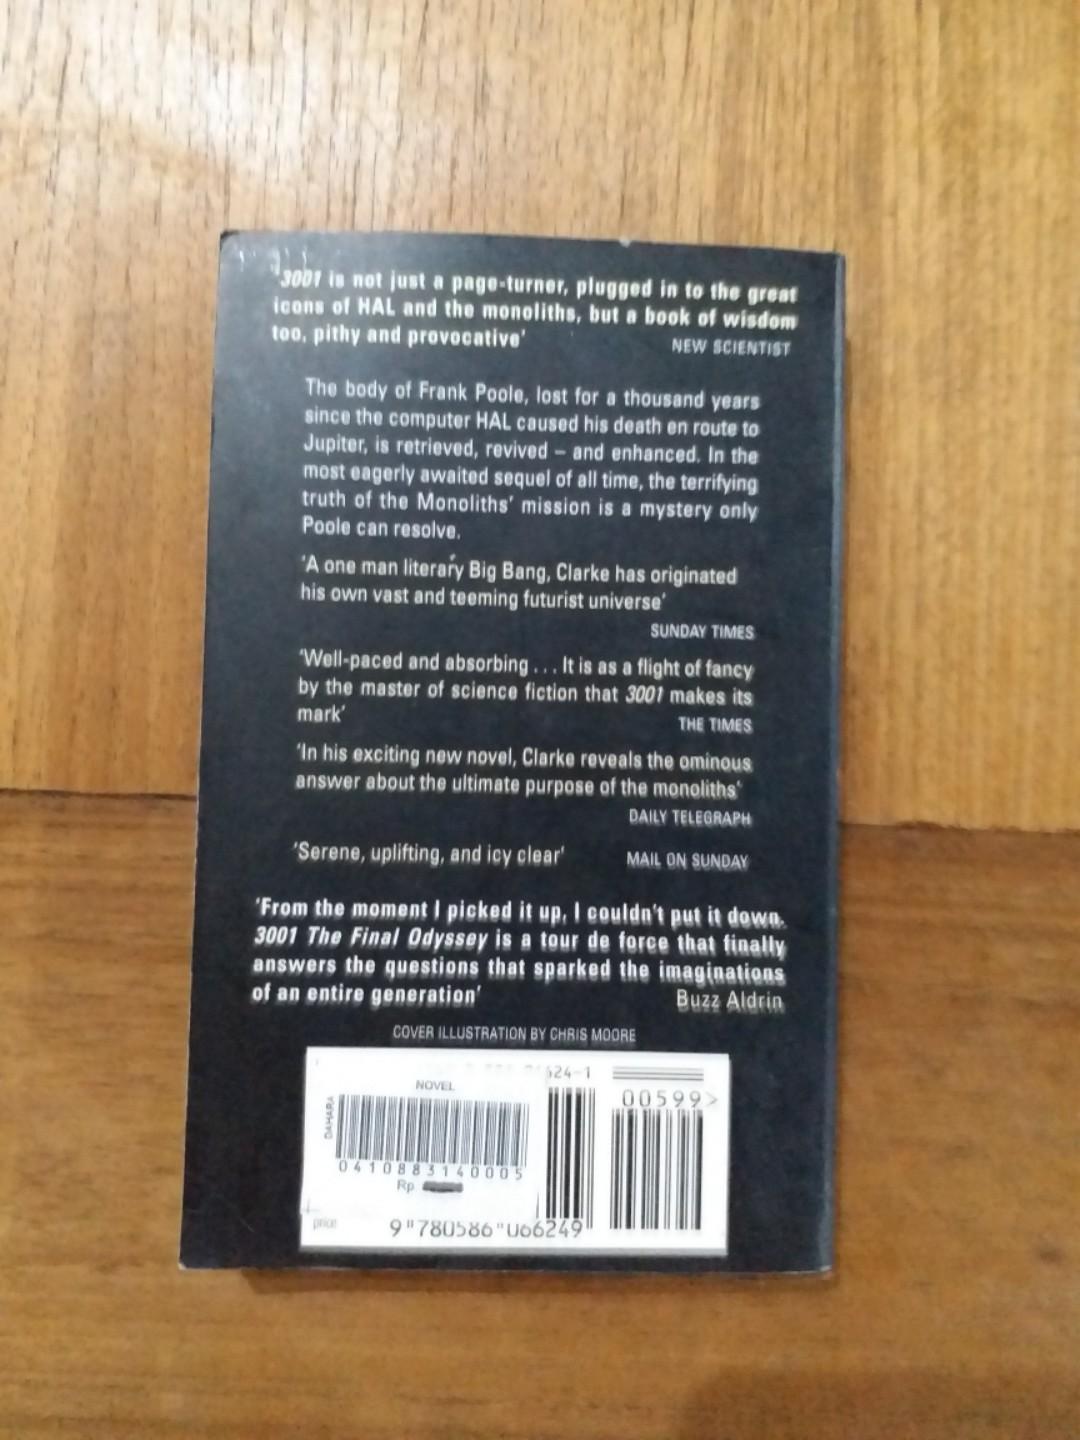 '3001 is not just a page-turner, plugged in to the great
icons of HAL and the monoliths, but a book of wisdom
too, pithy and provocative'
NEW SCIENTIST
The body of Frank Poole, lost for a thousand years
since the computer HAL caused his death en route to
Jupiter, is retrieved, revived – and enhanced. In the
most eagerly awaited sequel of all time, the terrifying
truth of the Monoliths' mission is a mystery only
Poole can resolve.
'A one man literary Big Bang, Clarke has originated
his own vast and teeming futurist universe'
SUNDAY TIMES
'Well-paced and absorbing . . . It is as a flight of fancy
by the master of science fiction that 3001 makes its
mark'
THE TIMES
'In his exciting new novel, Clarke reveals the ominous
answer about the ultimate purpose of the monoliths'
DAILY TELEGRAPH
'Serene, uplifting, and icy clear'
MAIL ON SUNDAY
'From the moment I picked it up, I couldn't put it down.
3001 The Final Odyssey is a tour de force that finally
answers the questions that sparked the imaginations
of an entire generation'
Buzz Aldrin
COVER ILLUSTRATION BY CHRIS MOORE
624-1
NOVEL
00599>
DAHARA
0410883140005
Rp
price
9 "780586 "066249